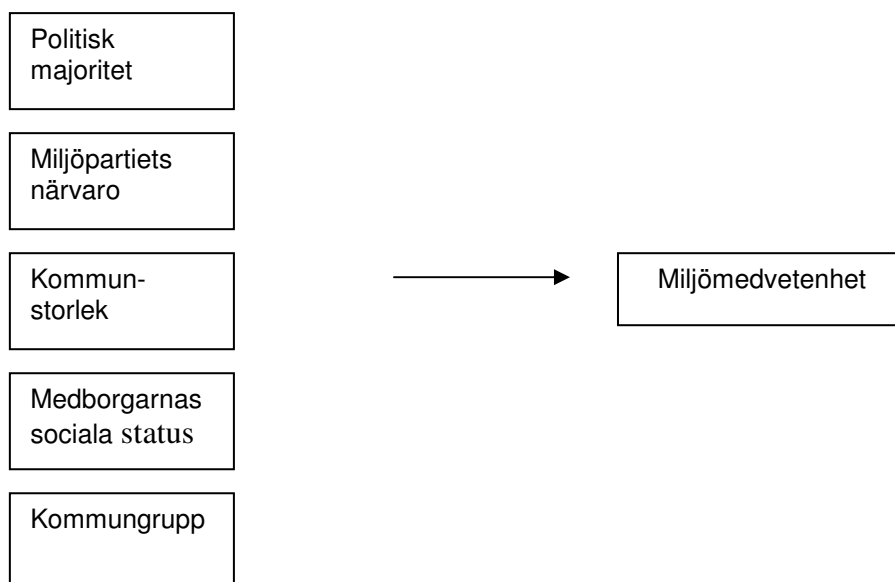 Politisk
majoritet
Miljöpartiets
närvaro
Kommun-
storlek
Miljömedvetenhet
Medborgarnas
sociala status
Kommungrupp